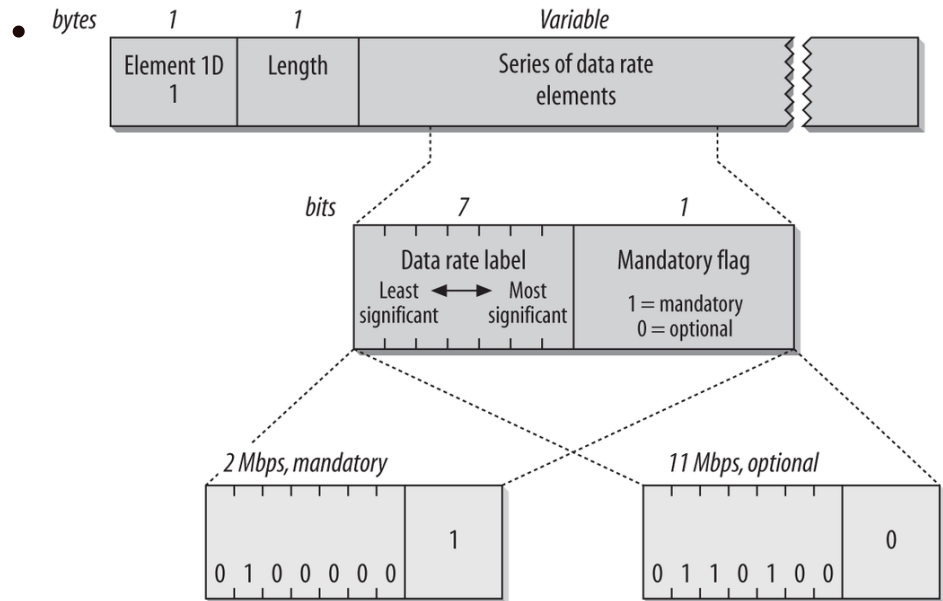 bytes 1 1 Variable
Element 1D Length Series of data rate
1 elements
bits 7 1
Data rate label Mandatory flag
Least Most 1 = mandatory
significant significant 0 = optional
2 Mbps, mandatory 11 Mbps, optional
1 0
0 1 0 0 0 0 0 0 1 1 0 1 0 0